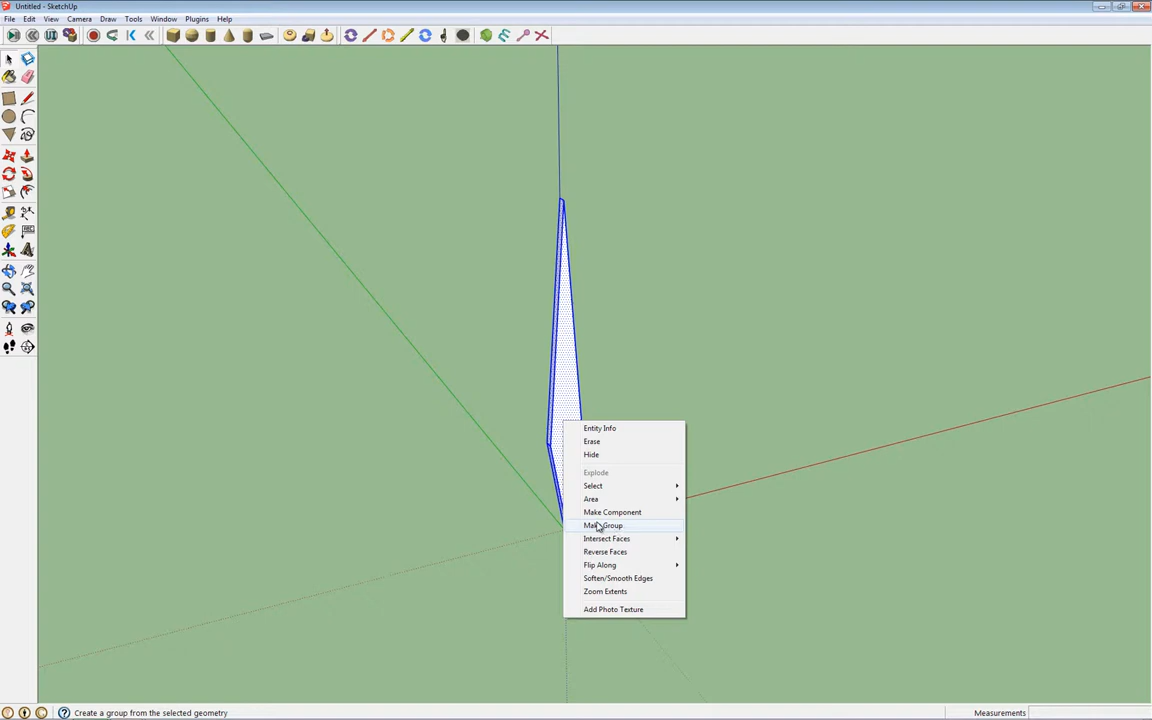 Untitled - SketchUp
File Edit View Camera Draw Tools Window Plugins Help
Entity Info
Erase
Hide
Explode
Select
Area
Make Component
Make Group
Intersect Faces
Reverse Faces
Flip Along
Soften/Smooth Edges
Zoom Extents
Add Photo Texture
Create a group from the selected geometry
Measurements